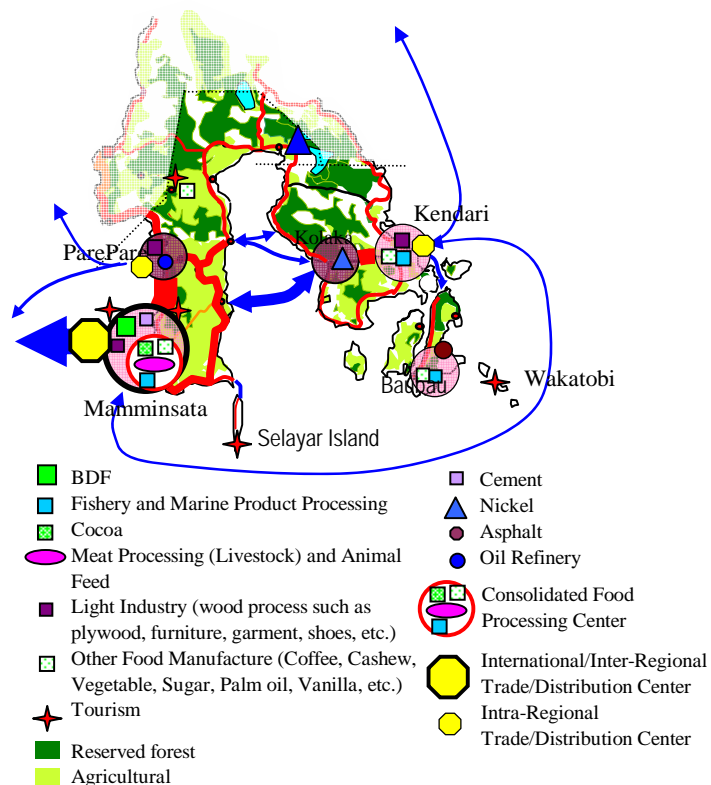 Kendari
Kolaka
ParePare
Baubau
Wakatobi
Mamminsata
Selayar Island
BDF
Fishery and Marine Product Processing
Cocoa
Meat Processing (Livestock) and Animal
Feed
Light Industry (wood process such as
plywood, furniture, garment, shoes, etc.)
Other Food Manufacture (Coffee, Cashew,
Vegetable, Sugar, Palm oil, Vanilla, etc.)
Tourism
Reserved forest
Agricultural
Cement
Nickel
Asphalt
Oil Refinery
Consolidated Food
Processing Center
International/Inter-Regional
Trade/Distribution Center
Intra-Regional
Trade/Distribution Center